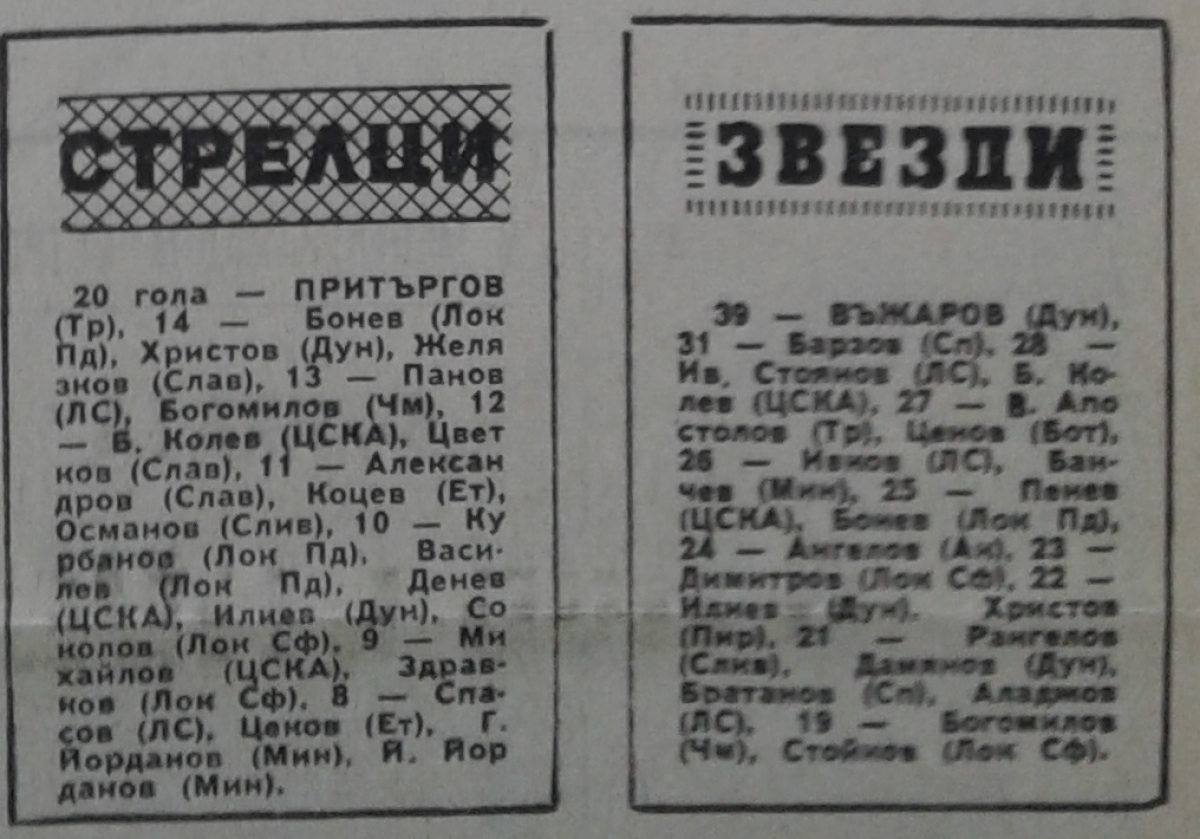 СТРЕЛЦИ
20 гола — ПРИТЪРГОВ
(Тр), 14 — Бонев (Лок
Пд), Христов (Дун), Желя
зков (Слав), 13 — Панов
(ЛС), Богомилов (Чм), 12
— Б. Колев (ЦСКА), Цвет
ков (Слав), 11 — Алексан
дров (Слав), Коцев (Ет),
Османов (Слив), 10 — Ку
рбанов (Лок Пд), Васи-
лев (Лок Пд), Денев
(ЦСКА), Илиев (Дун), Со
колов (Лок Сф), 9 — Ми
хайлов (ЦСКА), Здрав-
ков (Лок Сф), 8 — Спа-
сов (ЛС), Цеков (Ет), Г.
Йорданов (Мин), Й. Йор
данов (Мин).
ЗВЕЗДИ
39 — ВЪЖАРОВ (Дун),
31 — Барзов (Сп), 28 —
Ив. Стоянов (ЛС), Б. Ко-
лев (ЦСКА), 27 — В. Апо
столов (Тр), Ценов (Бот),
26 — Ивков (ЛС), Бан-
чев (Мин), 25 — Пенев
(ЦСКА), Бонев (Лок Пд),
24 — Ангелов (Ак), 23 —
Димитров (Лок Сф), 22 —
Илиев (Дун), Христов
(Пир), 21 — Рангелов
(Слив), Дамянов (Дун),
Братанов (Сп), Аладжов
(ЛС), 19 — Богомилов
(Чм), Стойков (Лок Сф).